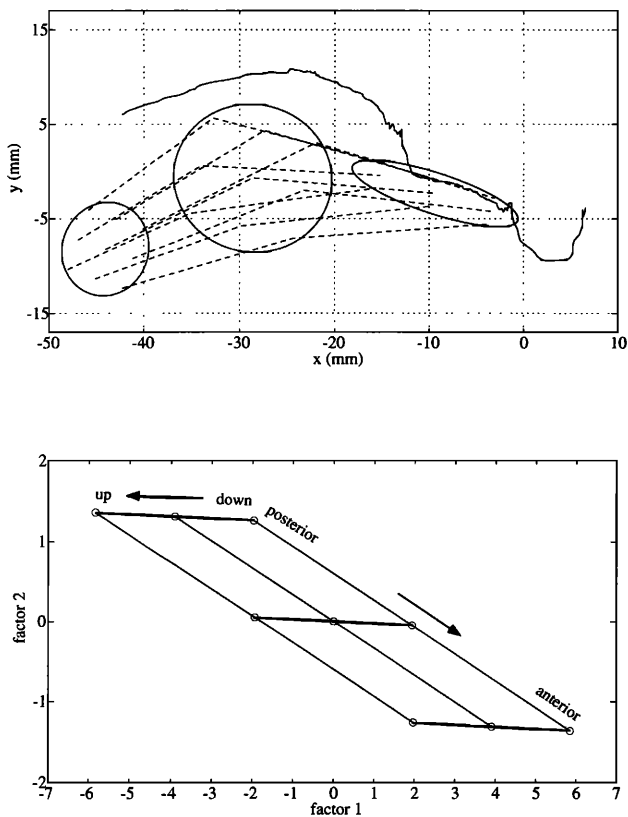 15
5
-5
-15
y (mm)
-50 -40 -30 -20 -10 0 10
x (mm)
2
1
0
-1
-2
factor 2
up down
posterior
anterior
-7 -6 -5 -4 -3 -2 -1 0 1 2 3 4 5 6 7
factor 1